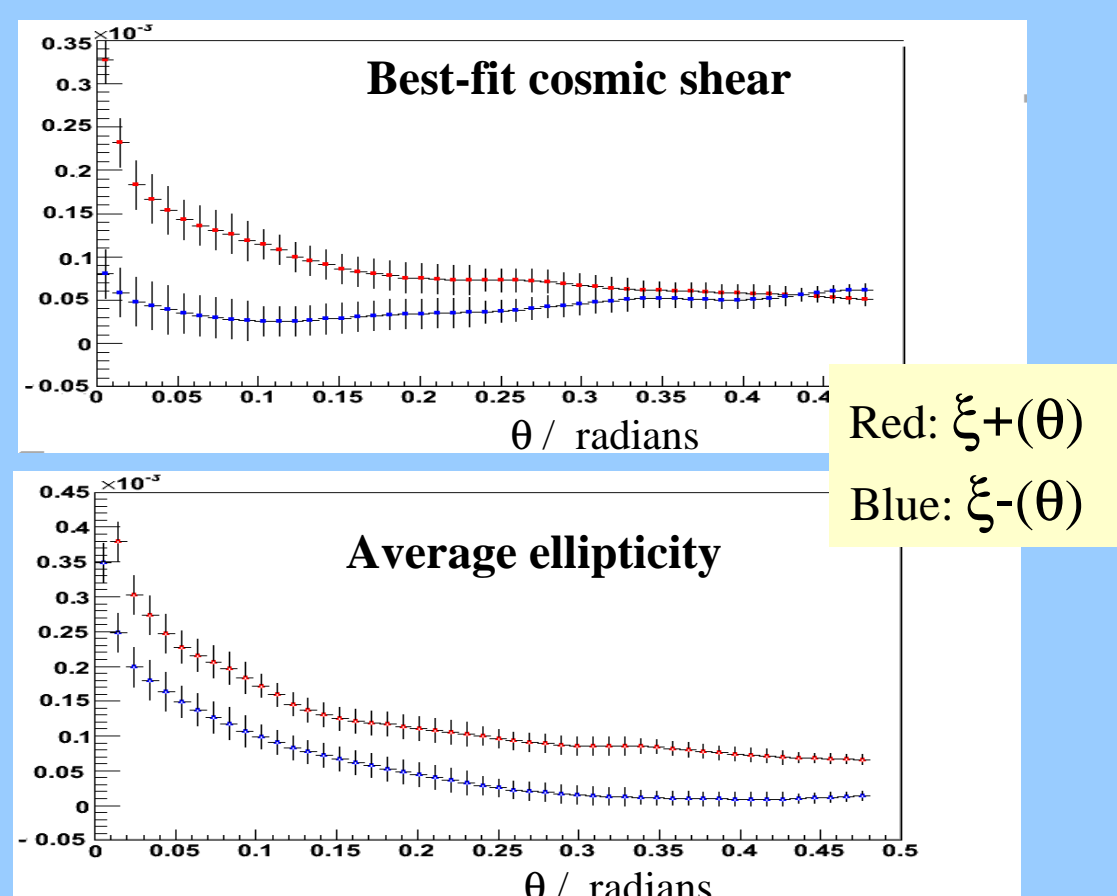 ×10⁻³
0.35
0.3
0.25
0.2
0.15
0.1
0.05
0
-0.05
Best-fit cosmic shear
0 0.05 0.1 0.15 0.2 0.25 0.3 0.35 0.4 0.4
θ / radians
Red: ξ+(θ)
Blue: ξ-(θ)
×10⁻³
0.45
0.4
0.35
0.3
0.25
0.2
0.15
0.1
0.05
0
-0.05
Average ellipticity
0 0.05 0.1 0.15 0.2 0.25 0.3 0.35 0.4 0.45 0.5
θ / radians